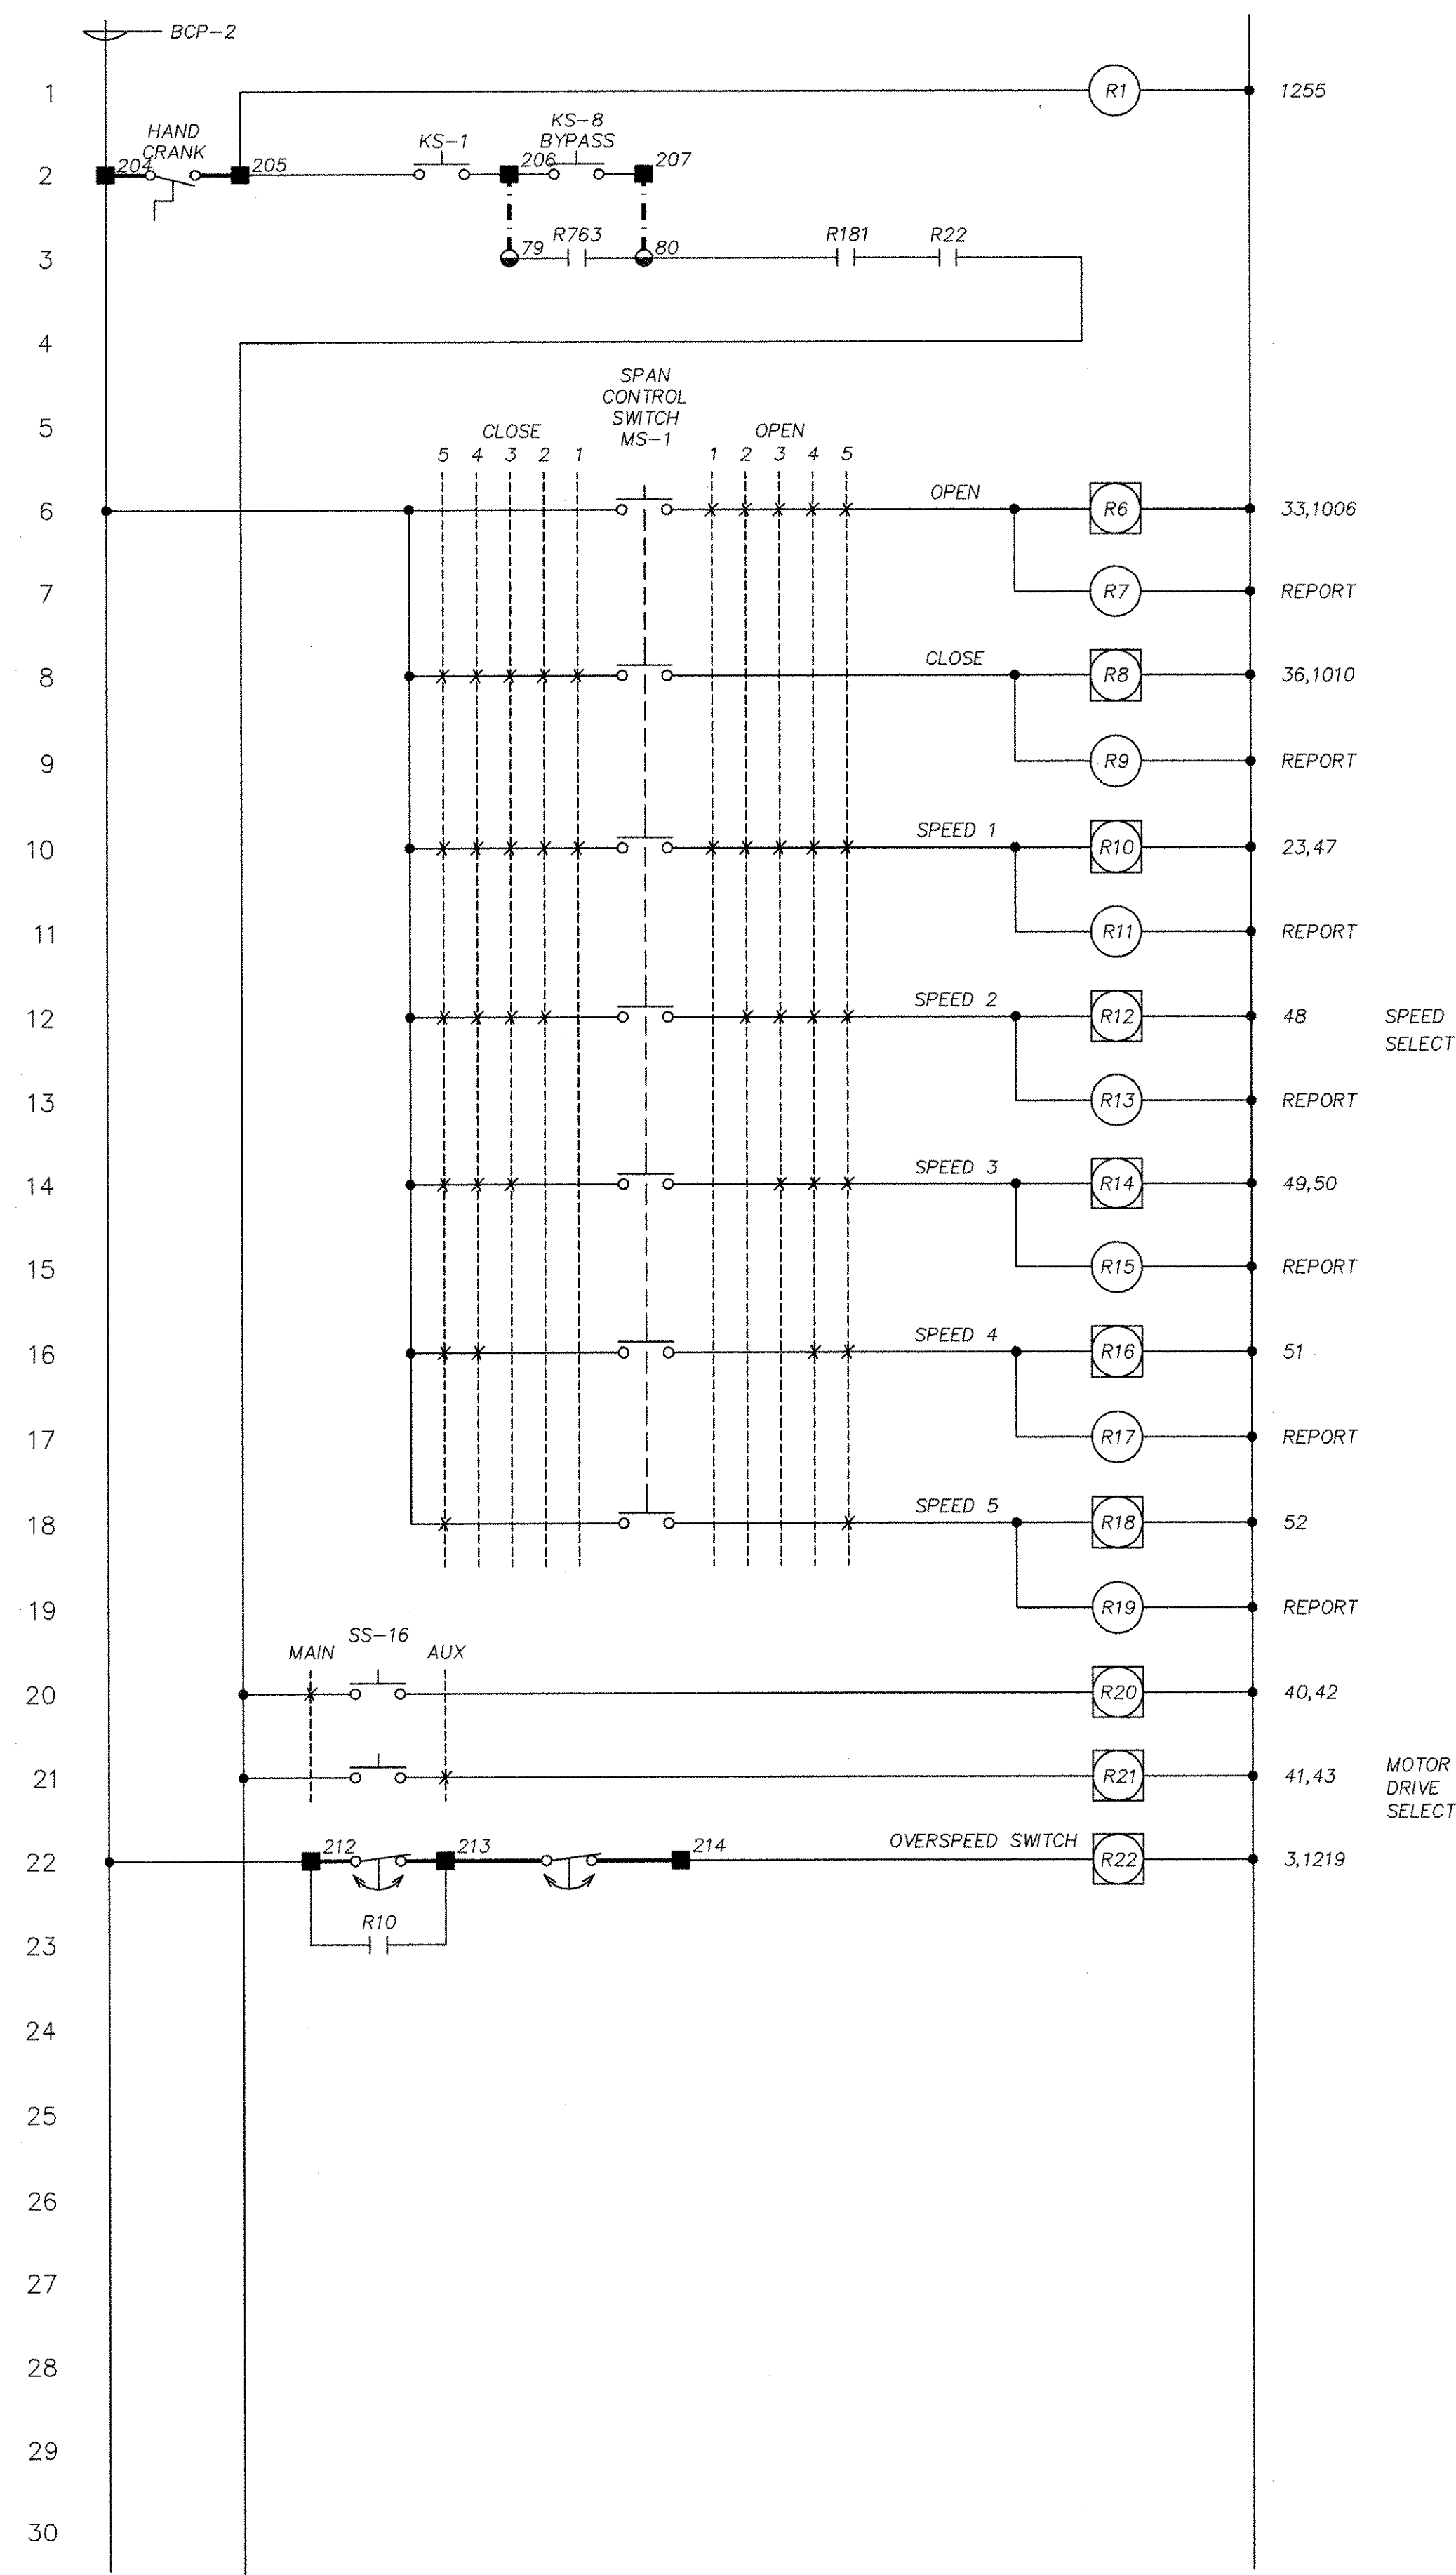 BCP-2
1 R1 1255
HAND
CRANK
KS-1
KS-8
BYPASS
2 204 205 206 207
3 79 R763 80 R181 R22
4
SPAN
CONTROL
SWITCH
MS-1
5 CLOSE OPEN
5 4 3 2 1 1 2 3 4 5
6 OPEN R6 33,1006
7 R7 REPORT
8 CLOSE R8 36,1010
9 R9 REPORT
10 SPEED 1 R10 23,47
11 R11 REPORT
12 SPEED 2 R12 48 SPEED
SELECT
13 R13 REPORT
14 SPEED 3 R14 49,50
15 R15 REPORT
16 SPEED 4 R16 51
17 R17 REPORT
18 SPEED 5 R18 52
19 R19 REPORT
MAIN SS-16 AUX
20 R20 40,42
21 R21 41,43 MOTOR
DRIVE
SELECT
22 212 213 214 OVERSPEED SWITCH R22 3,1219
R10
23
24
25
26
27
28
29
30